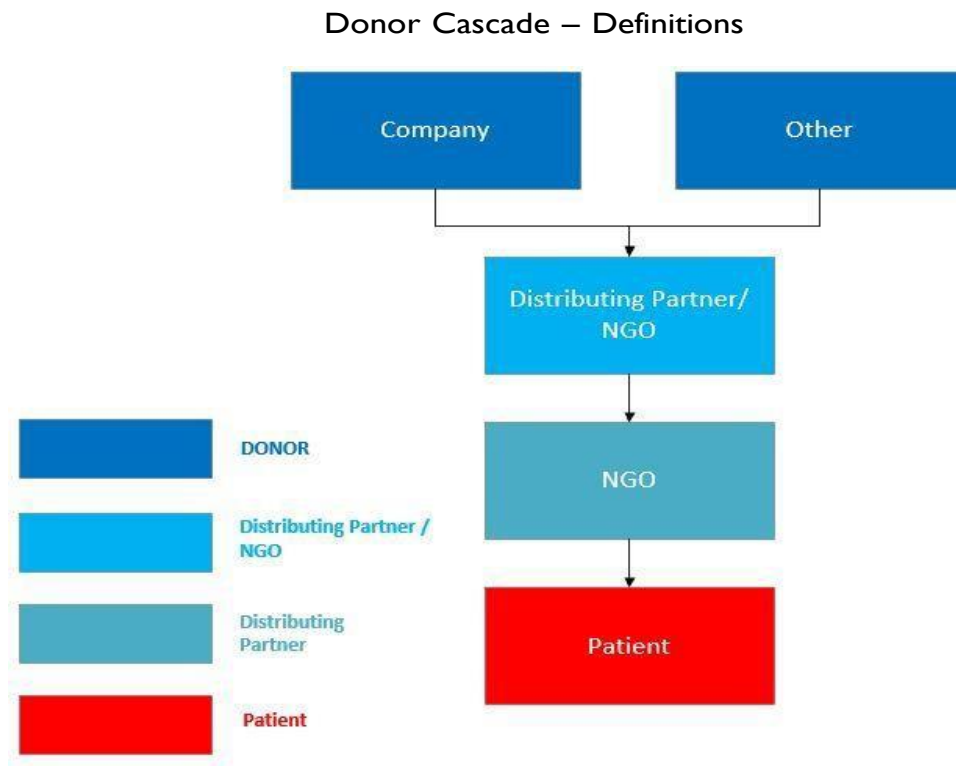 Donor Cascade – Definitions
Company
Other
Distributing Partner/
NGO
NGO
Patient
DONOR
Distributing Partner /
NGO
Distributing
Partner
Patient